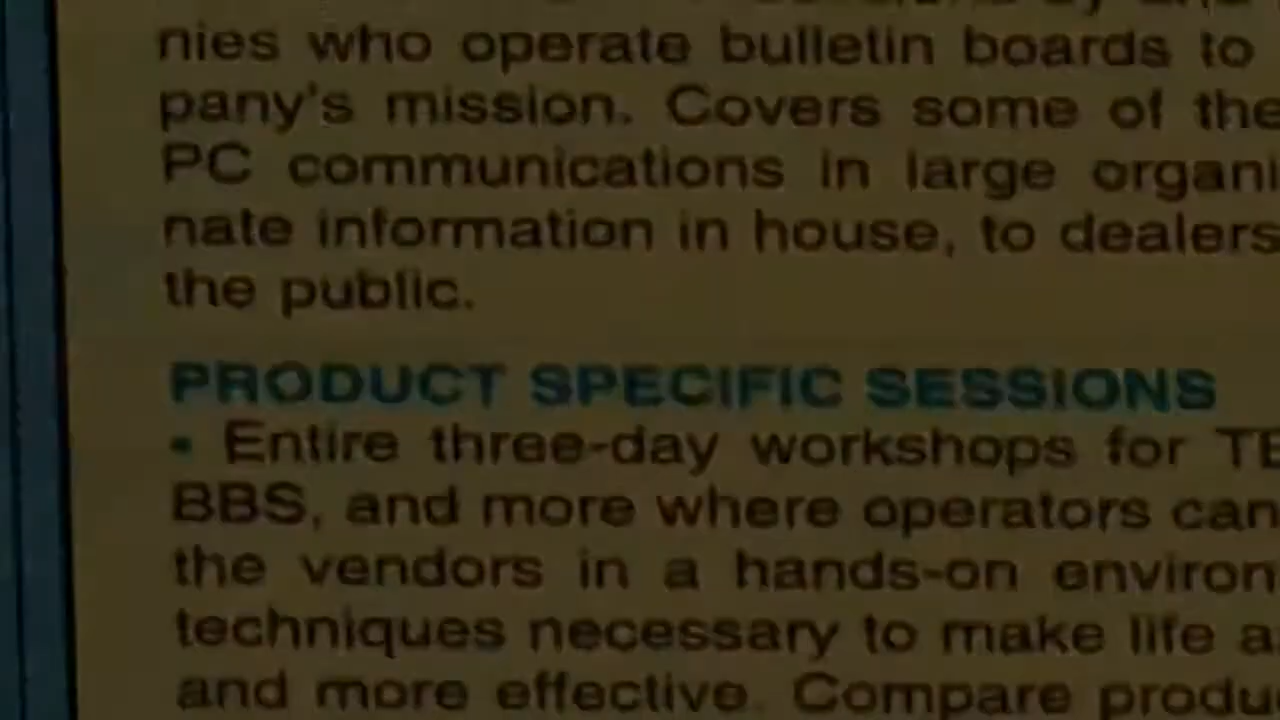 nies who operate bulletin boards to
pany's mission. Covers some of the
PC communications in large organi
nate information in house, to dealers
the public.
PRODUCT SPECIFIC SESSIONS
• Entire three-day workshops for TB
BBS, and more where operators can
the vendors in a hands-on environ
techniques necessary to make life a
and more effective. Compare produ